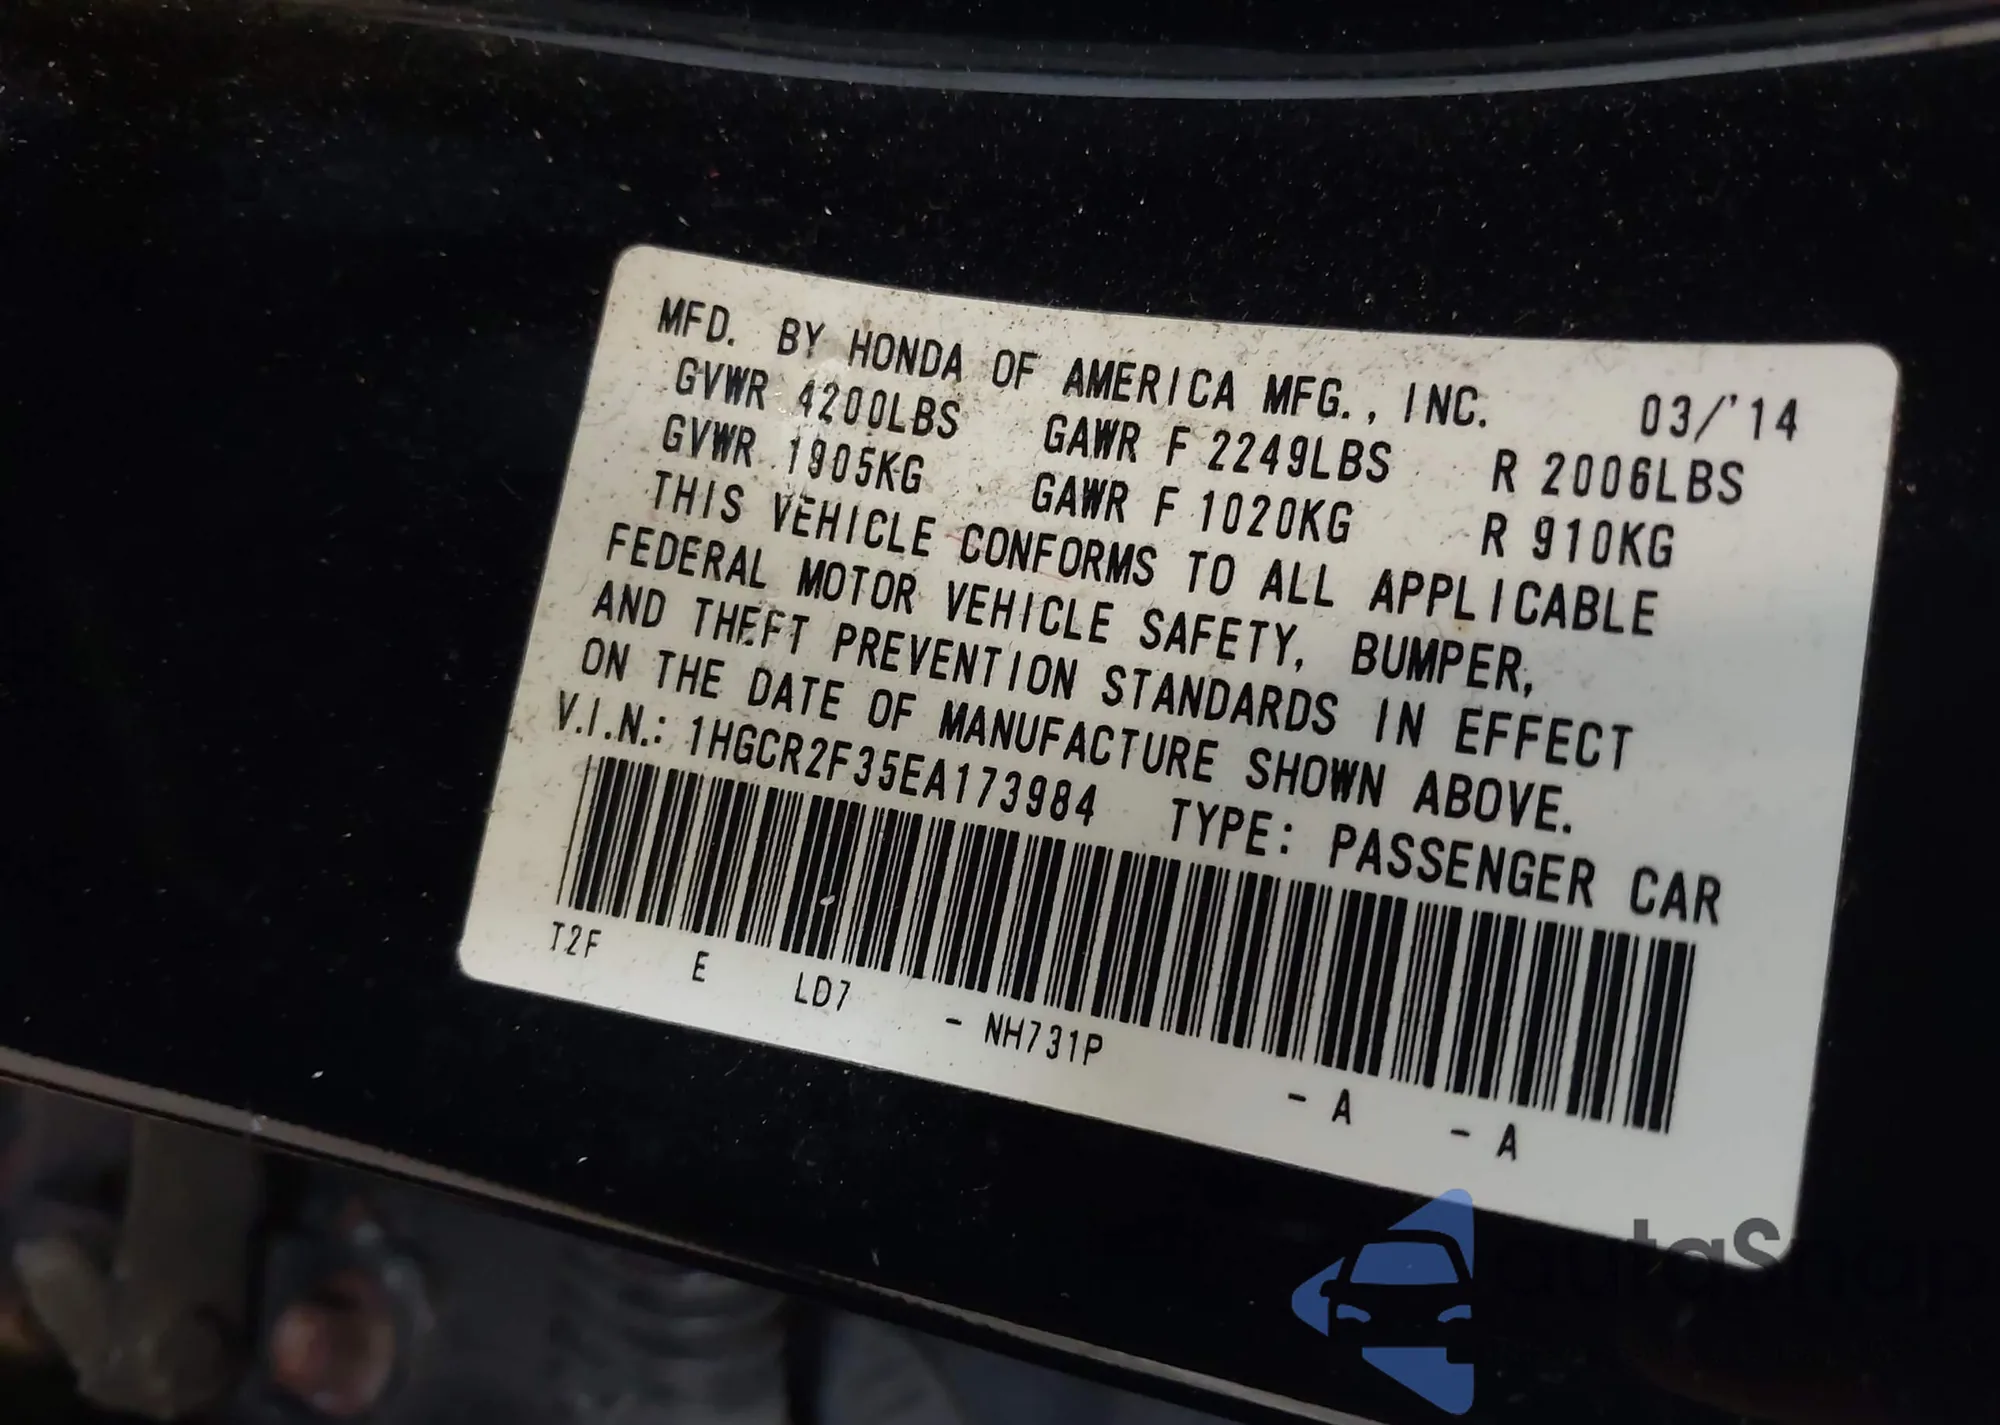 MFD. BY HONDA OF AMERICA MFG., INC. 03/'14
GVWR 4200LBS GAWR F 2249LBS R 2006LBS
GVWR 1905KG GAWR F 1020KG R 910KG
THIS VEHICLE CONFORMS TO ALL APPLICABLE
FEDERAL MOTOR VEHICLE SAFETY, BUMPER,
AND THEFT PREVENTION STANDARDS IN EFFECT
ON THE DATE OF MANUFACTURE SHOWN ABOVE.
V.I.N.: 1HGCR2F35EA173984 TYPE: PASSENGER CAR
T2F E LD7 - NH731P - A - A